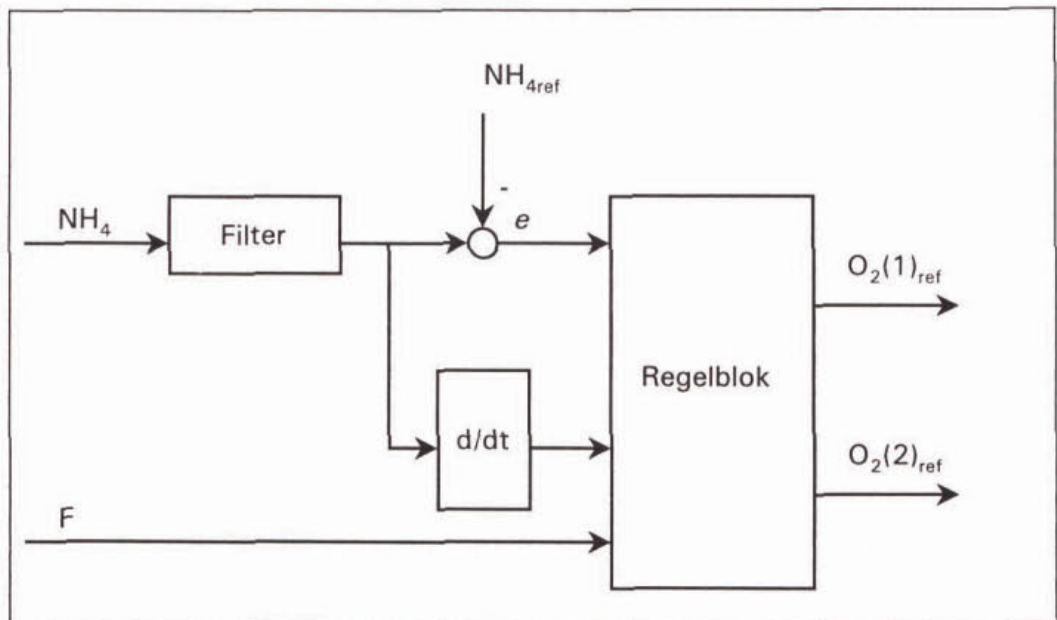 NH₄ref
-
e
NH₄
Filter
O₂(1)ref
Regelblok
d/dt
O₂(2)ref
F